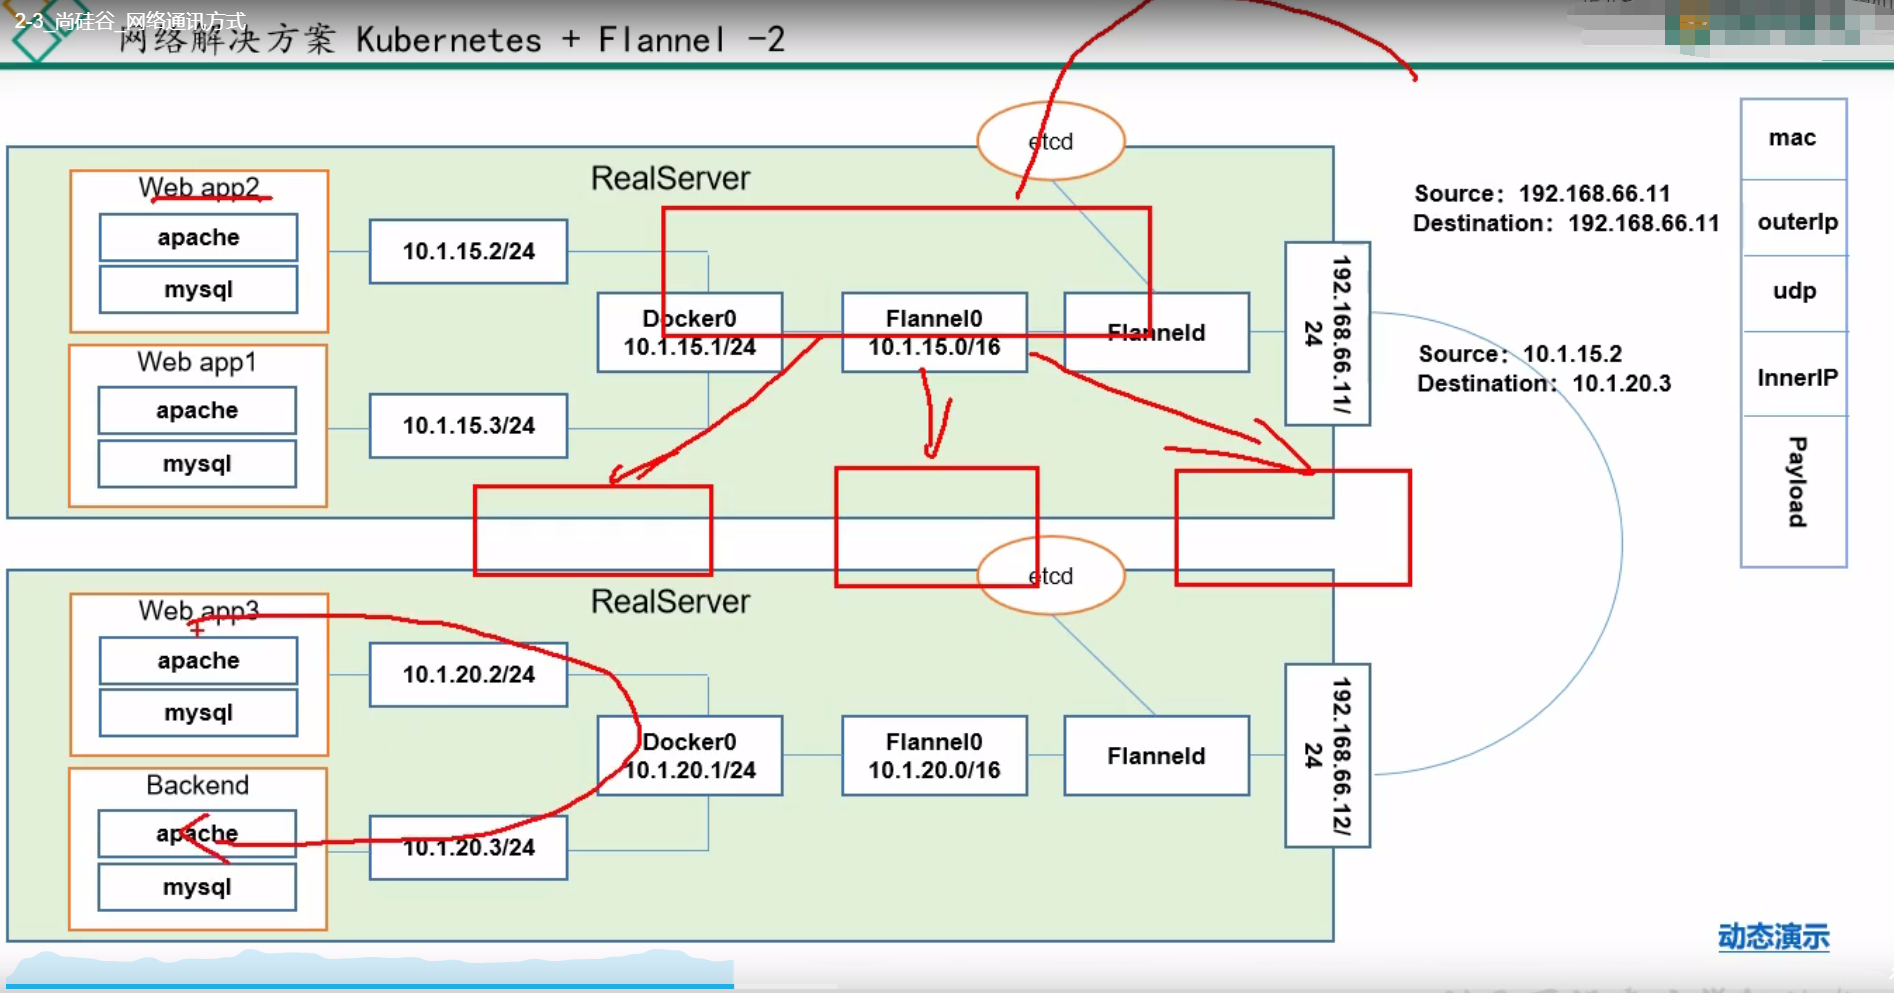 2-3_尚硅谷_网络通讯方式
网络解决方案 Kubernetes + Flannel -2
etcd
RealServer
Web app2
apache
mysql
10.1.15.2/24
Web app1
apache
mysql
10.1.15.3/24
Docker0
10.1.15.1/24
Flannel0
10.1.15.0/16
Flanneld
192.168.66.11/
24
Source：192.168.66.11
Destination：192.168.66.11
Source：10.1.15.2
Destination：10.1.20.3
mac
outerIp
udp
InnerIP
Payload
etcd
RealServer
Web app3
apache
mysql
10.1.20.2/24
Backend
apache
mysql
10.1.20.3/24
Docker0
10.1.20.1/24
Flannel0
10.1.20.0/16
Flanneld
192.168.66.12/
24
动态演示